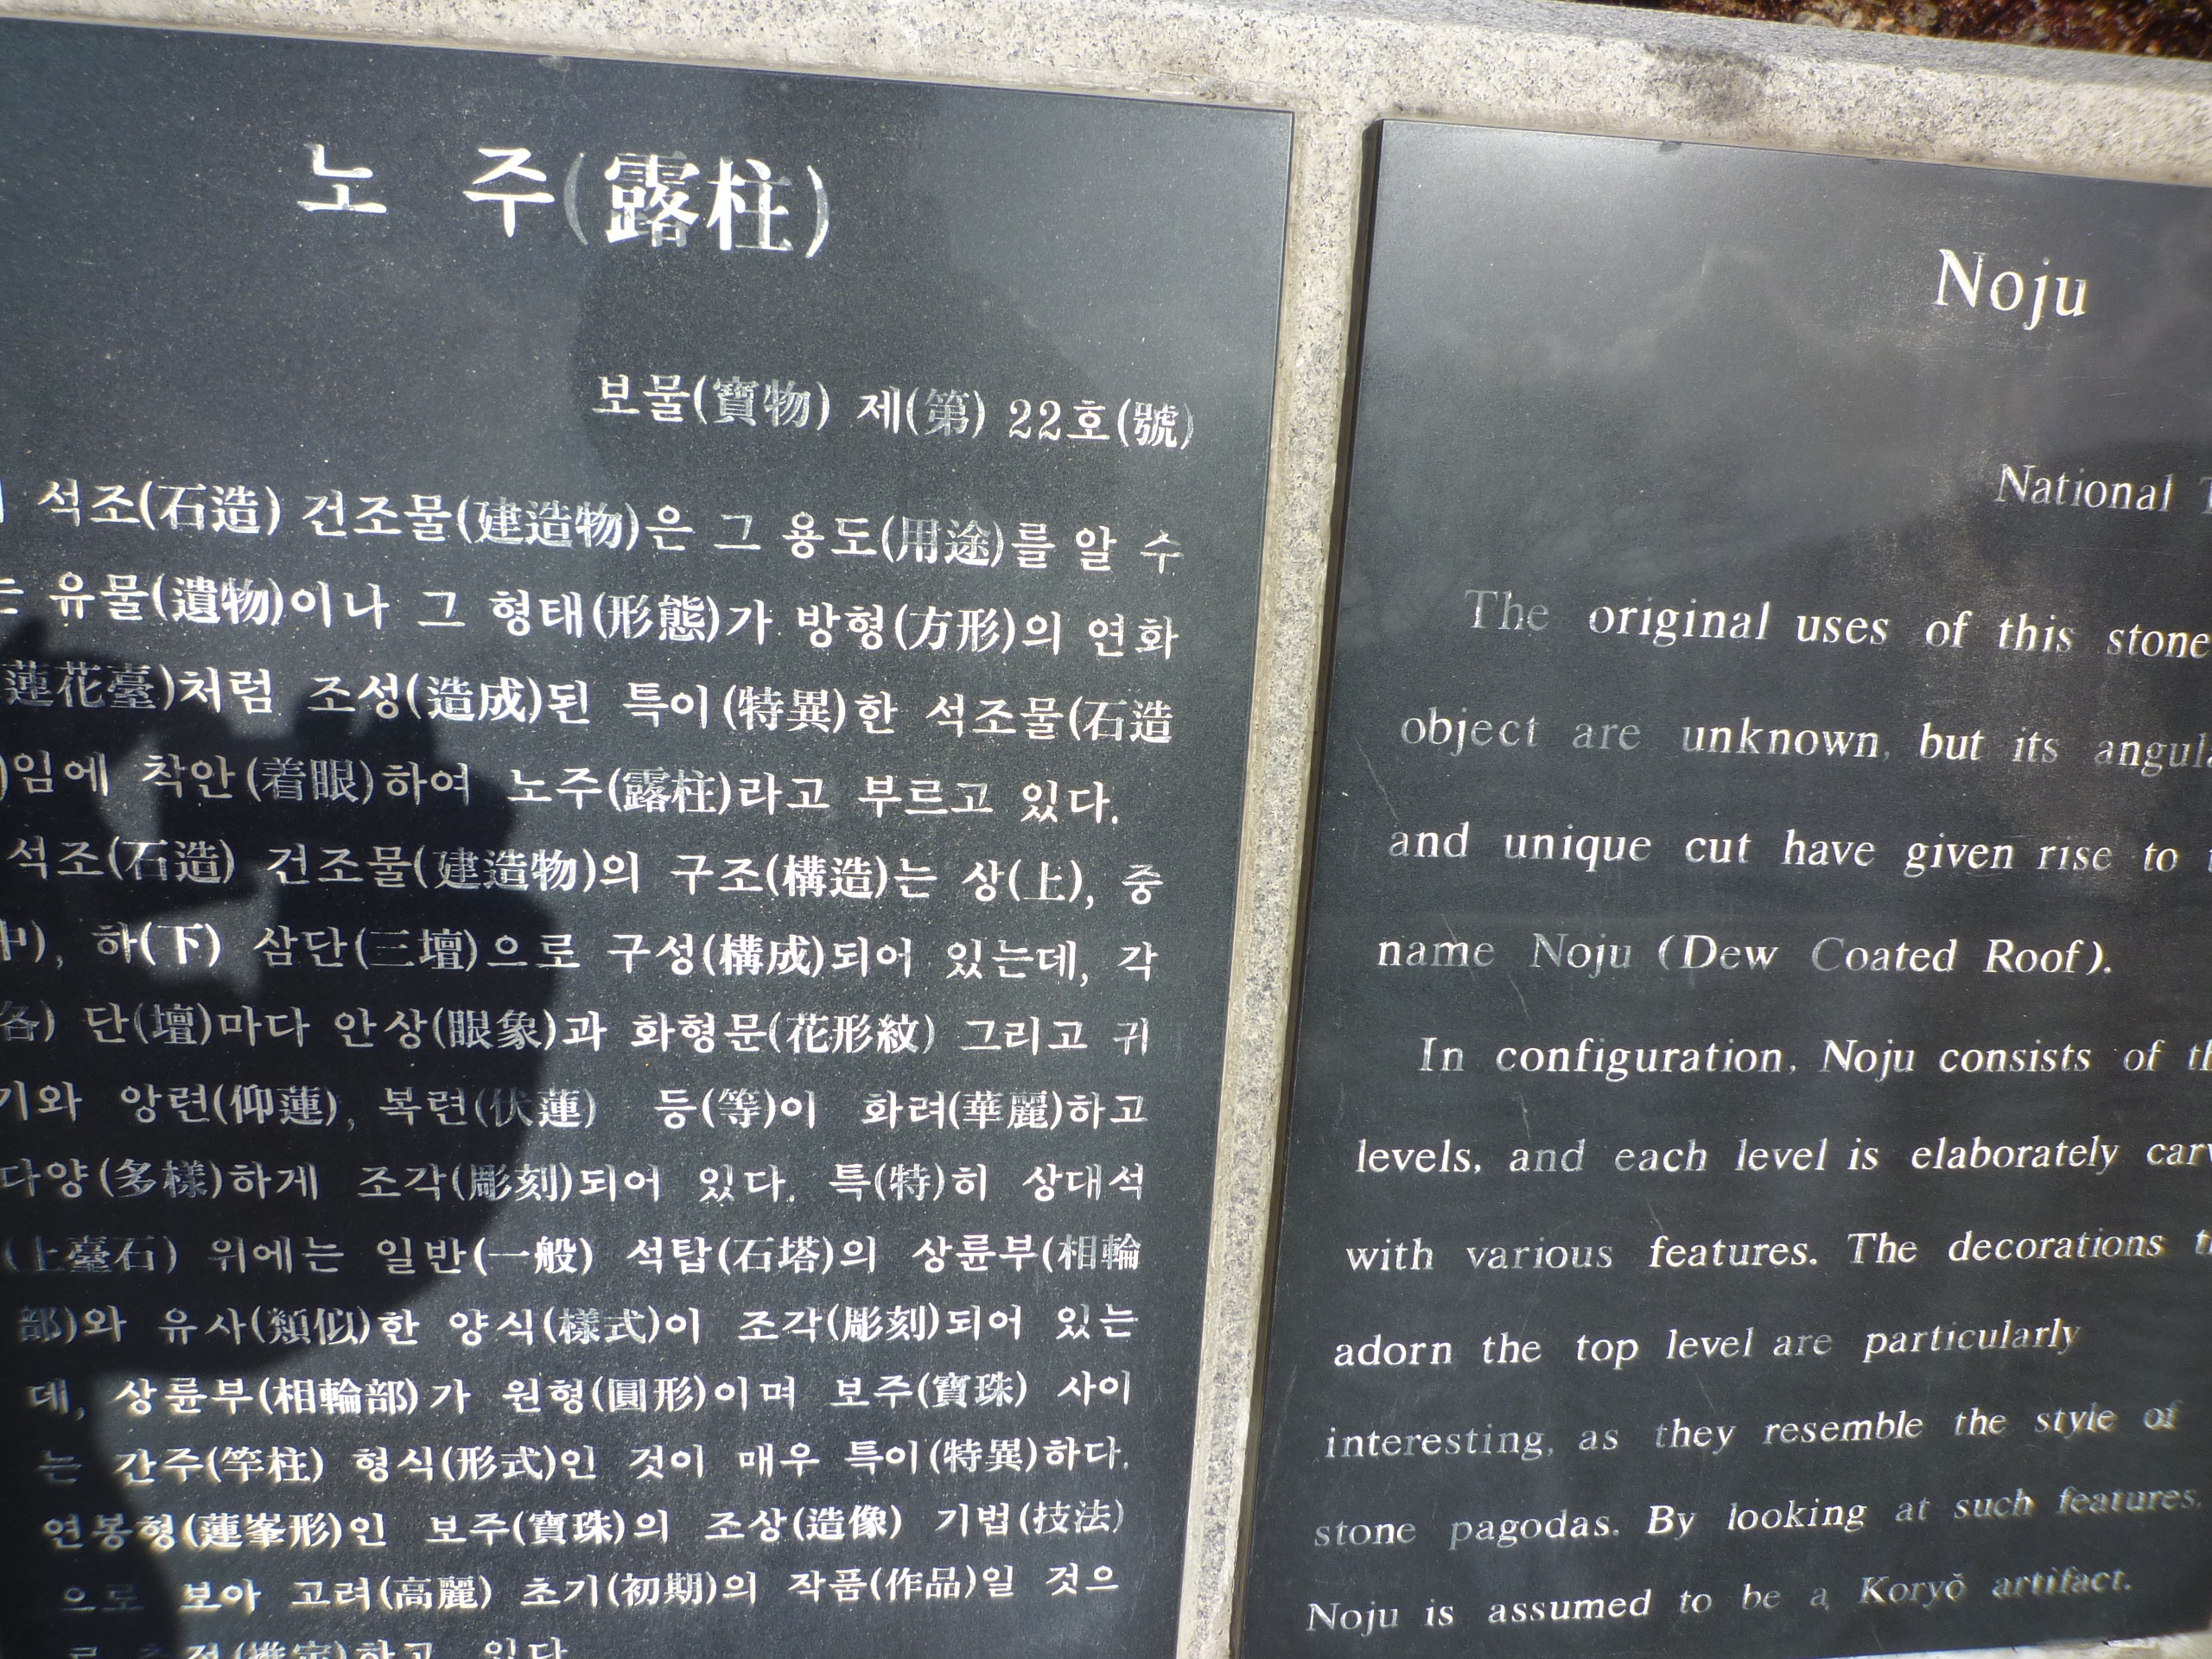 노 주(露柱)
보물(寶物) 제(第) 22호(號)
석조(石造) 건조물(建造物)은 그 용도(用途)를 알 수
는 유물(遺物)이나 그 형태(形態)가 방형(方形)의 연화
蓮花臺)처럼 조성(造成)된 특이(特異)한 석조물(石造
)임에 착안(着眼)하여 노주(露柱)라고 부르고 있다.
석조(石造) 건조물(建造物)의 구조(構造)는 상(上), 중
中), 하(下) 삼단(三壇)으로 구성(構成)되어 있는데, 각
各) 단(壇)마다 안상(眼象)과 화형문(花形紋) 그리고 귀
기와 앙련(仰蓮), 복련(伏蓮) 등(等)이 화려(華麗)하고
다양(多樣)하게 조각(彫刻)되어 있다. 특(特)히 상대석
(上臺石) 위에는 일반(一般) 석탑(石塔)의 상륜부(相輪
部)와 유사(類似)한 양식(樣式)이 조각(彫刻)되어 있는
데, 상륜부(相輪部)가 원형(圓形)이며 보주(寶珠) 사이
는 간주(竿柱) 형식(形式)인 것이 매우 특이(特異)하다.
연봉형(蓮峯形)인 보주(寶珠)의 조상(造像) 기법(技法)
으로 보아 고려(高麗) 초기(初期)의 작품(作品)일 것으
로 추정(推定)하고 있다
Noju
National
The original uses of this stone
object are unknown, but its angul
and unique cut have given rise to
name Noju (Dew Coated Roof).
In configuration, Noju consists of th
levels, and each level is elaborately carv
with various features. The decorations
adorn the top level are particularly
interesting, as they resemble the style of
stone pagodas. By looking at such features,
Noju is assumed to be a Koryŏ artifact.